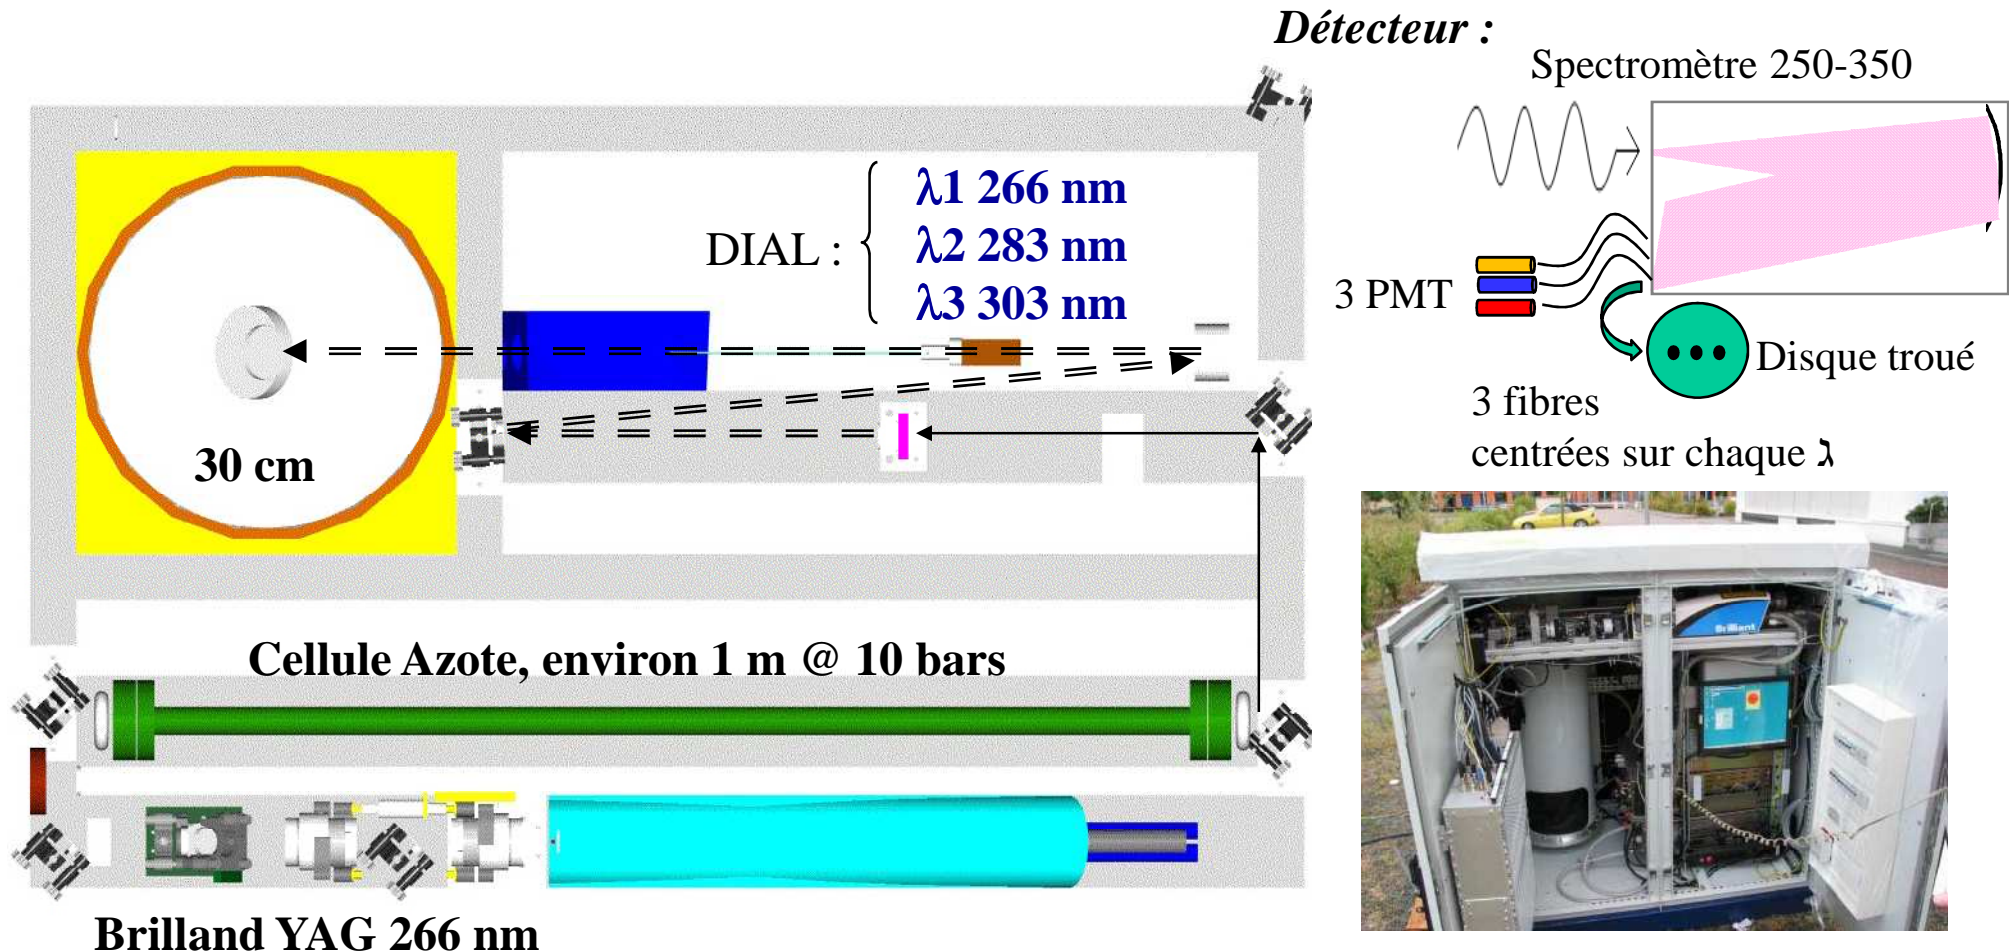 Détecteur :
Spectromètre 250-350
λ1 266 nm
λ2 283 nm
λ3 303 nm
DIAL :
3 PMT
Disque troué
3 fibres
centrées sur chaque λ
30 cm
Cellule Azote, environ 1 m @ 10 bars
Brilland YAG 266 nm
Brilliant